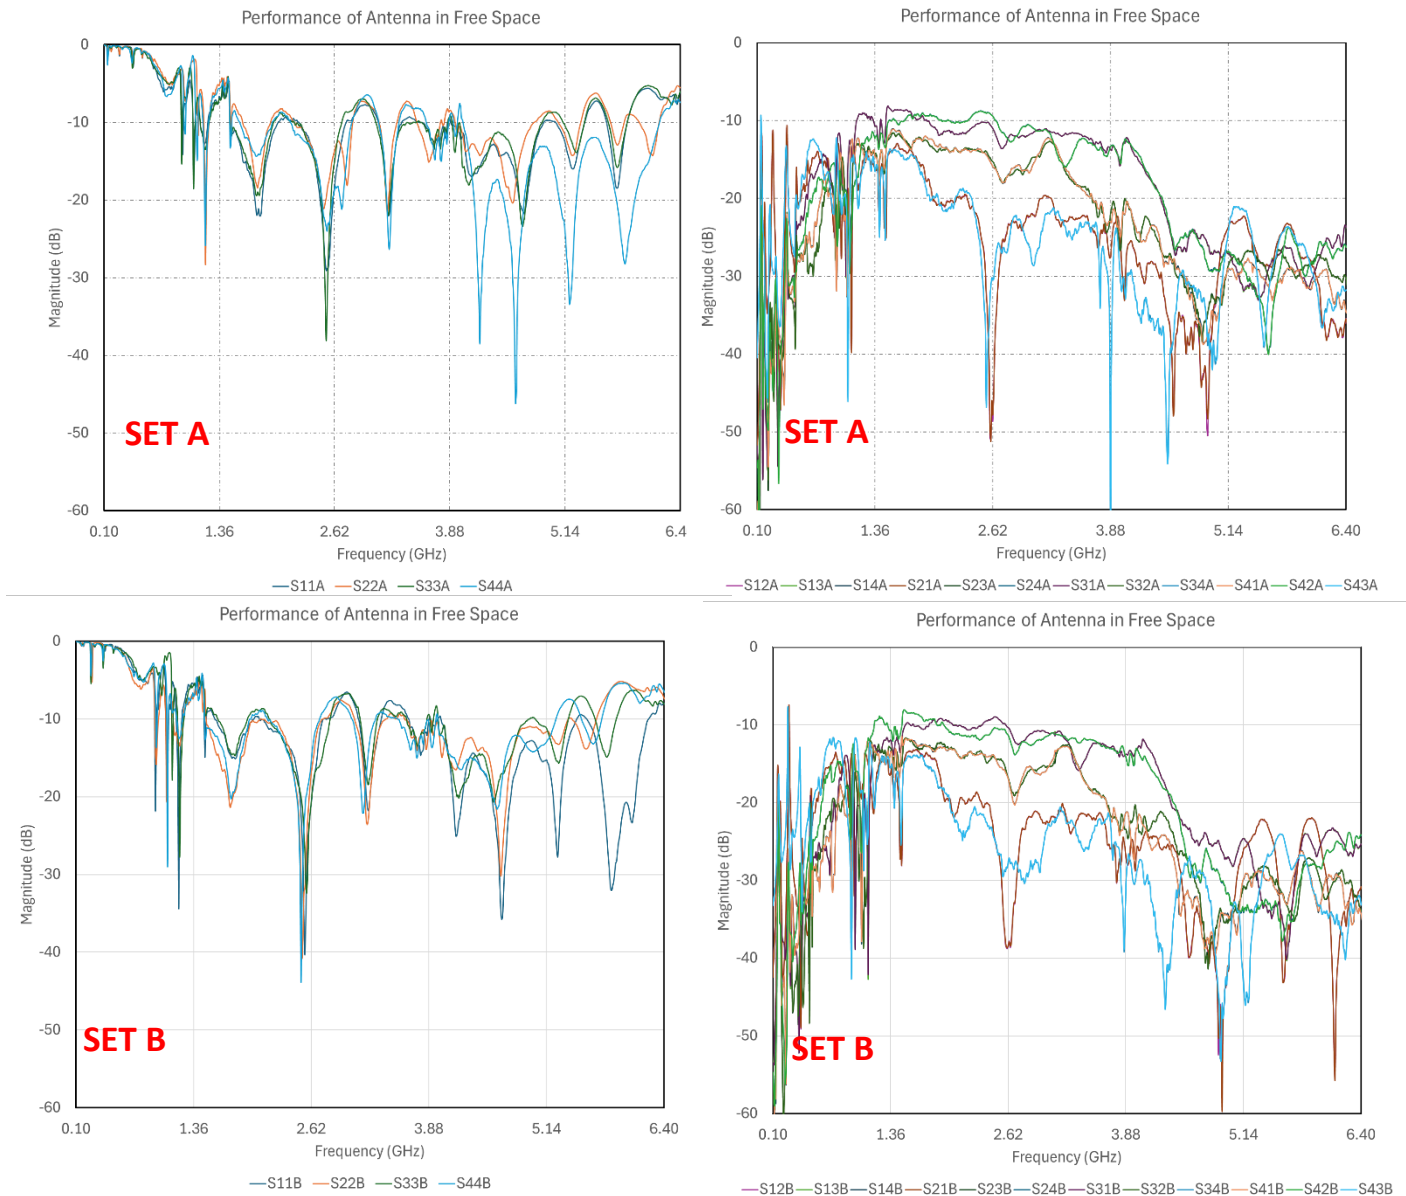 Performance of Antenna in Free Space
0
-10
-20
-30
-40
-50
-60
Magnitude (dB)
SET A
0.10 1.36 2.62 3.88 5.14 6.4
Frequency (GHz)
S11A S22A S33A S44A
Performance of Antenna in Free Space
0
-10
-20
-30
-40
-50
-60
Magnitude (dB)
SET A
0.10 1.36 2.62 3.88 5.14 6.40
Frequency (GHz)
S12A S13A S14A S21A S23A S24A S31A S32A S34A S41A S42A S43A
Performance of Antenna in Free Space
0
-10
-20
-30
-40
-50
-60
Magnitude (dB)
SET B
0.10 1.36 2.62 3.88 5.14 6.40
Frequency (GHz)
S11B S22B S33B S44B
Performance of Antenna in Free Space
0
-10
-20
-30
-40
-50
-60
Magnitude (dB)
SET B
0.10 1.36 2.62 3.88 5.14 6.40
Frequency (GHz)
S12B S13B S14B S21B S23B S24B S31B S32B S34B S41B S42B S43B